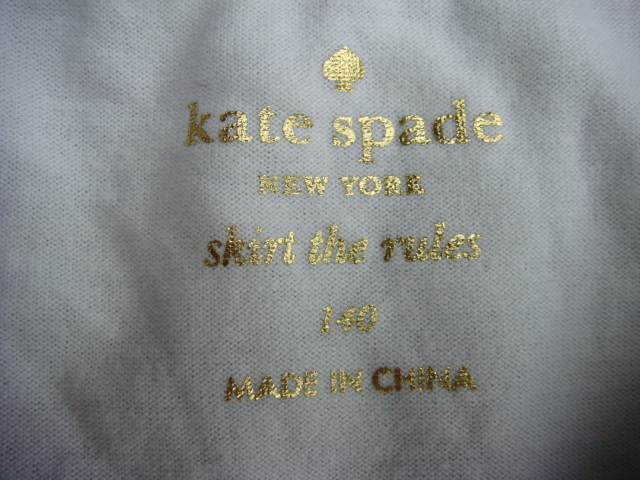 kate spade
NEW YORK
skirt the rules
140
MADE IN CHINA